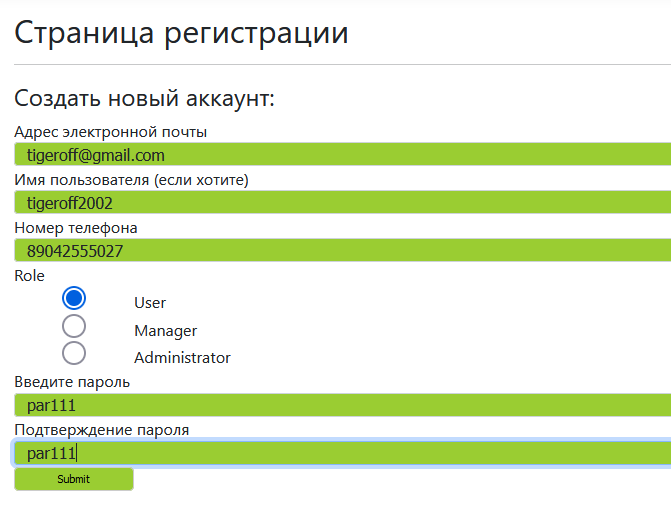 Страница регистрации
Создать новый аккаунт:
Адрес электронной почты
tigeroff@gmail.com
Имя пользователя (если хотите)
tigeroff2002
Номер телефона
89042555027
Role
User
Manager
Administrator
Введите пароль
par111
Подтверждение пароля
par111
Submit